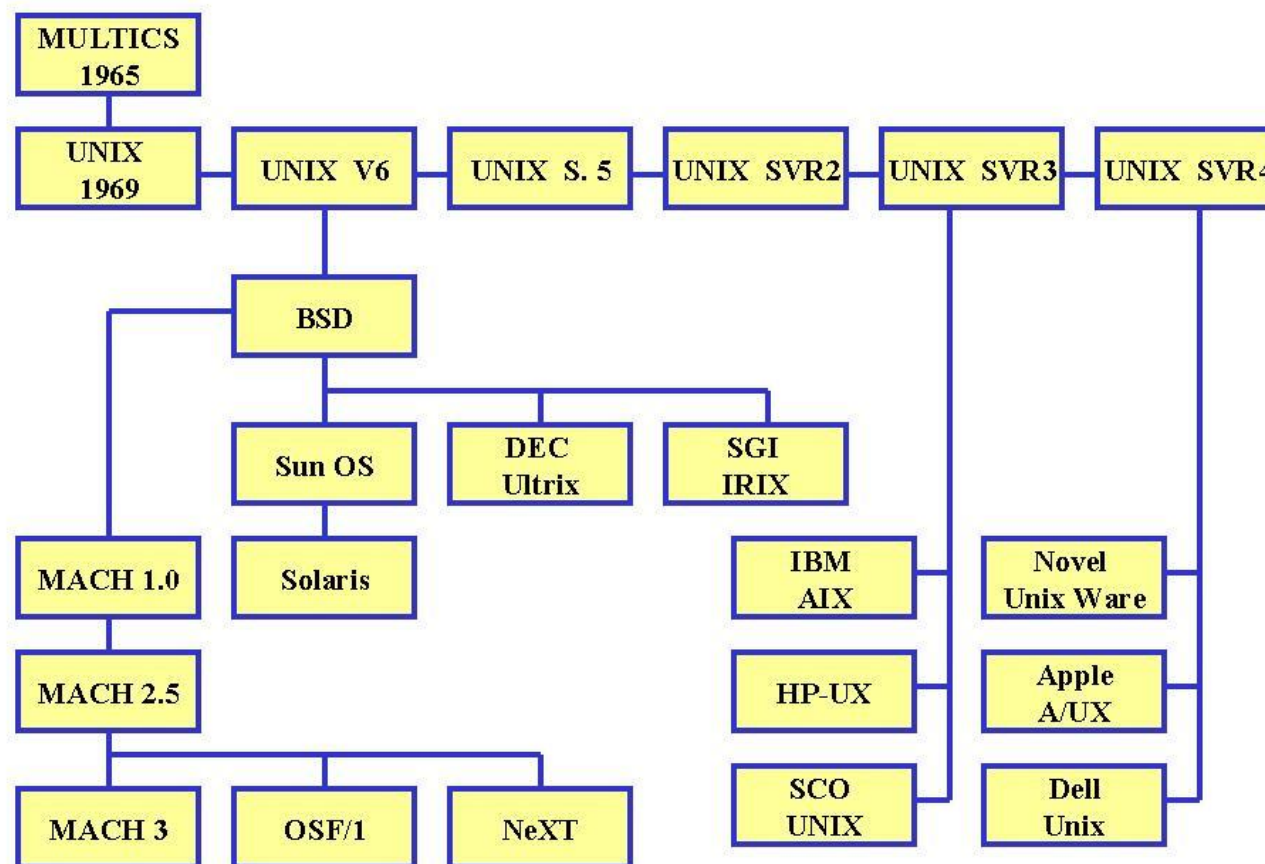 MULTICS
1965
UNIX
1969
UNIX V6
UNIX S. 5
UNIX SVR2
UNIX SVR3
UNIX SVR4
BSD
Sun OS
DEC
Ultrix
SGI
IRIX
MACH 1.0
Solaris
IBM
AIX
Novel
Unix Ware
MACH 2.5
HP-UX
Apple
A/UX
MACH 3
OSF/1
NeXT
SCO
UNIX
Dell
Unix